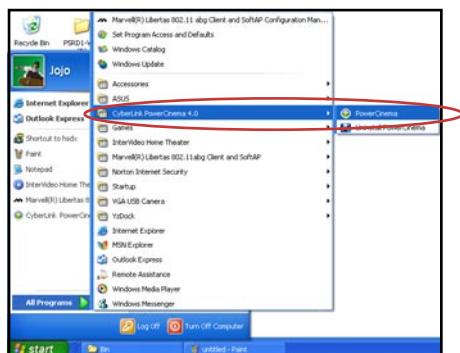 Recycle Bin
Jojo
Internet Explorer
Outlook Express
Shortcut to hsdv
Paint
Notepad
InterVideo Home The
Marvell(R) Libertas 8
CyberLink PowerCin
All Programs
Marvell(R) Libertas 802.11 abg Client and SoftAP Configuration Man...
Set Program Access and Defaults
Windows Catalog
Windows Update
Accessories
ASUS
CyberLink PowerCinema 4.0
Games
InterVideo Home Theater
Marvell(R) Libertas 802.11abg Client and SoftAP
Norton Internet Security
Startup
VGA USB Camera
YzDock
Internet Explorer
MSN Explorer
Outlook Express
Remote Assistance
Windows Media Player
Windows Messenger
PowerCinema
Uninstall PowerCinema
Log Off
Turn Off Computer
start
Bin
untitled - Paint